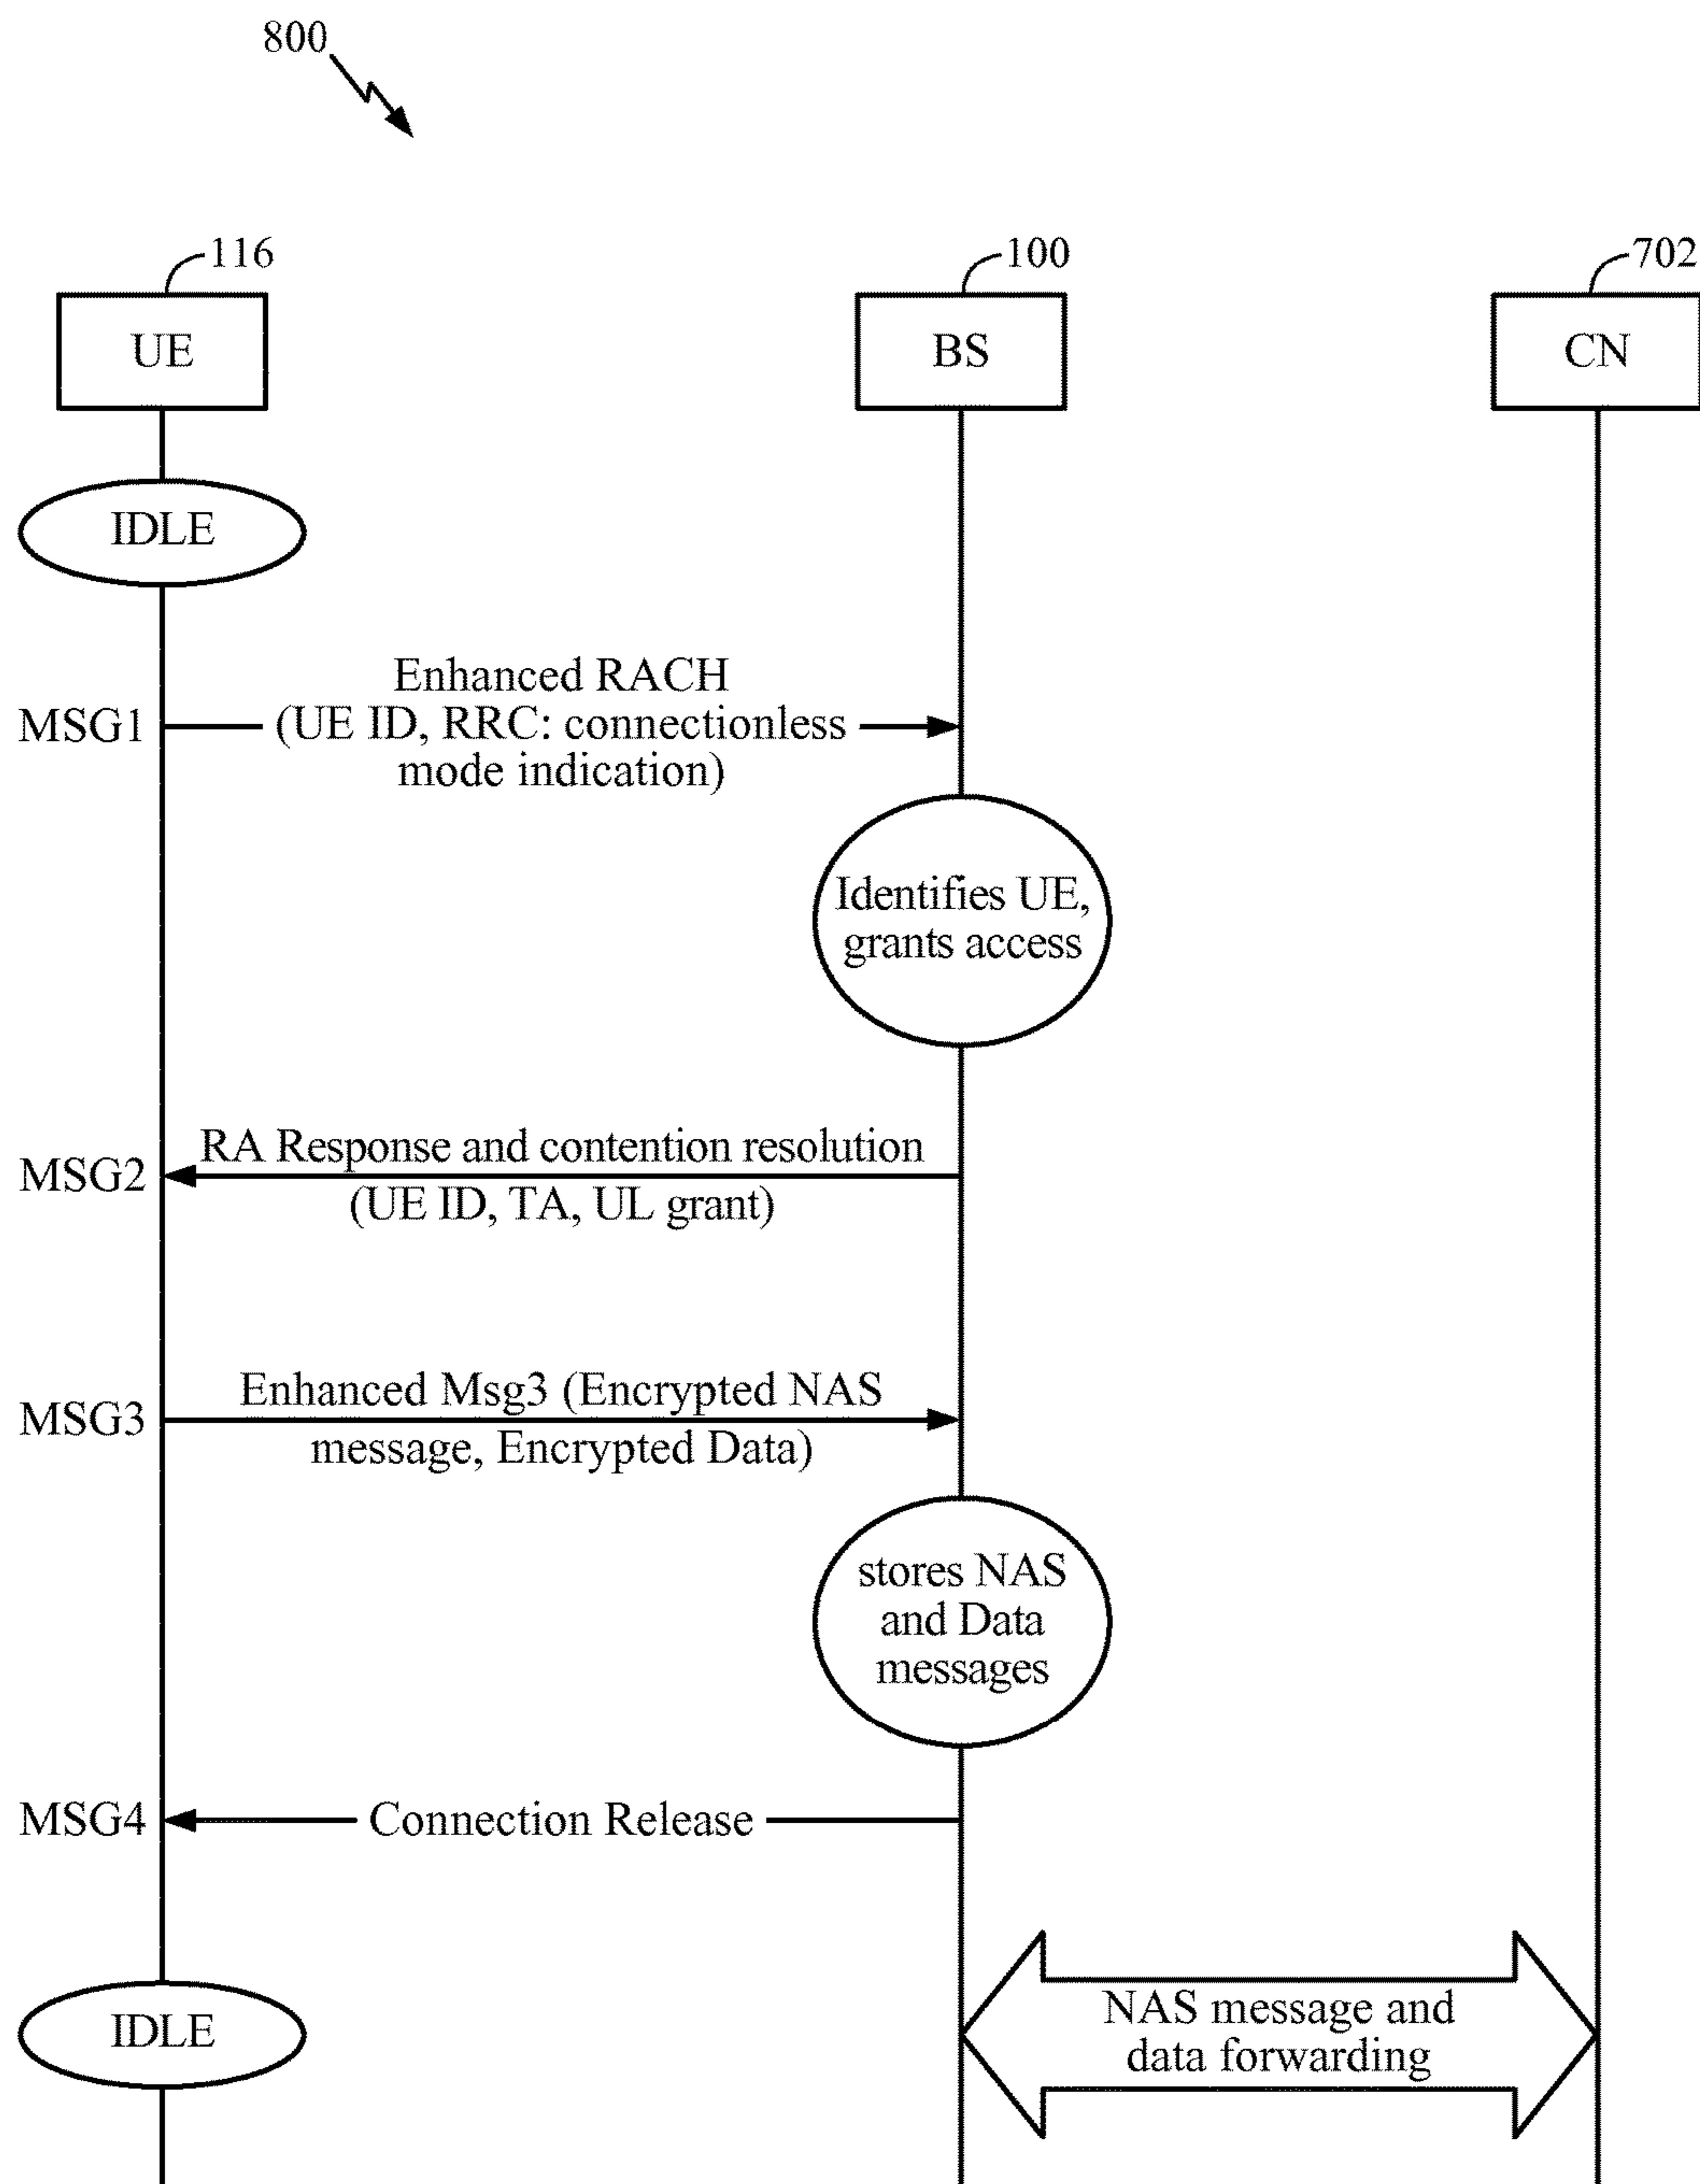 800
116
100
702
UE
BS
CN
IDLE
Enhanced RACH
MSG1
(UE ID, RRC: connectionless
mode indication)
Identifies UE,
grants access
RA Response and contention resolution
MSG2
(UE ID, TA, UL grant)
Enhanced Msg3 (Encrypted NAS
MSG3
message, Encrypted Data)
stores NAS
and Data
messages
MSG4
Connection Release
IDLE
NAS message and
data forwarding